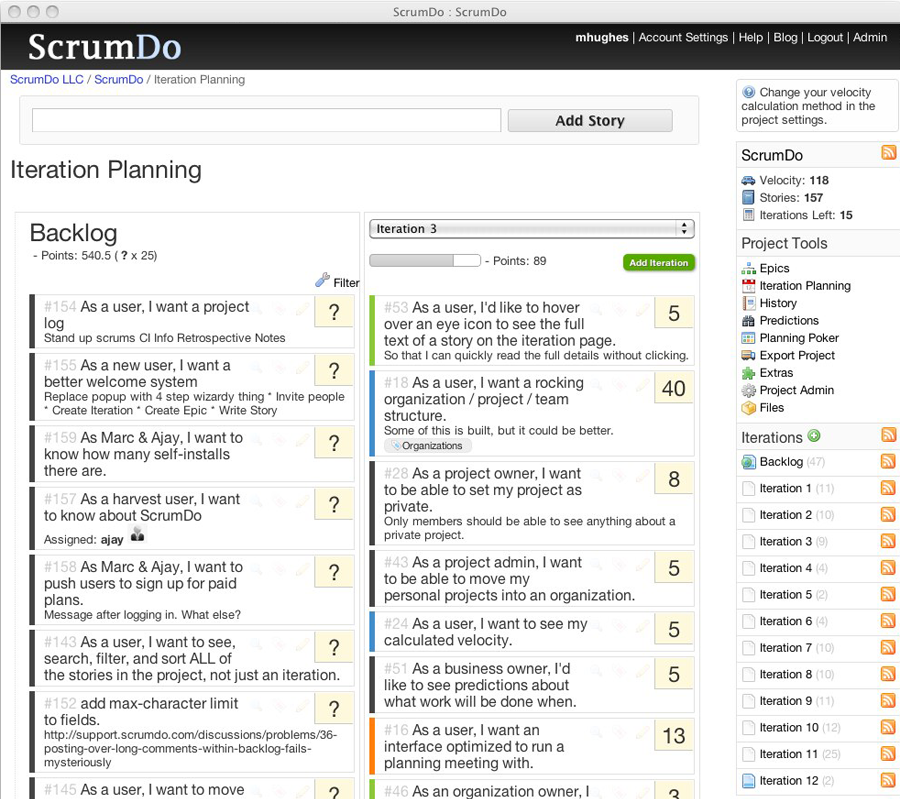 ScrumDo : ScrumDo
ScrumDo
mhughes | Account Settings | Help | Blog | Logout | Admin
ScrumDo LLC / ScrumDo / Iteration Planning
Add Story
Iteration Planning
Backlog
- Points: 540.5 ( ? x 25)
Filter
#154 As a user, I want a project
log
Stand up scrums CI Info Retrospective Notes
?
#155 As a new user, I want a
better welcome system
Replace popup with 4 step wizardy thing * Invite people
* Create Iteration * Create Epic * Write Story
?
#159 As Marc & Ajay, I want to
know how many self-installs
there are.
?
#157 As a harvest user, I want
to know about ScrumDo
Assigned: ajay
?
#158 As Marc & Ajay, I want to
push users to sign up for paid
plans.
Message after logging in. What else?
?
#143 As a user, I want to see,
search, filter, and sort ALL of
the stories in the project, not just an iteration.
?
#152 add max-character limit
to fields.
http://support.scrumdo.com/discussions/problems/36-
posting-over-long-comments-within-backlog-fails-
mysteriously
?
#145 As a user, I want to move
?
Iteration 3
- Points: 89
Add Iteration
#53 As a user, I'd like to hover
over an eye icon to see the full
text of a story on the iteration page.
So that I can quickly read the full details without clicking.
5
#18 As a user, I want a rocking
organization / project / team
structure.
Some of this is built, but it could be better.
Organizations
40
#28 As a project owner, I want
to be able to set my project as
private.
Only members should be able to see anything about a
private project.
8
#43 As a project admin, I want
to be able to move my
personal projects into an organization.
5
#24 As a user, I want to see my
calculated velocity.
5
#51 As a business owner, I'd
like to see predictions about
what work will be done when.
5
#16 As a user, I want an
interface optimized to run a
planning meeting with.
13
#46 As an organization owner, I
3
Change your velocity
calculation method in the
project settings.
ScrumDo
Velocity: 118
Stories: 157
Iterations Left: 15
Project Tools
Epics
Iteration Planning
History
Predictions
Planning Poker
Export Project
Extras
Project Admin
Files
Iterations
Backlog (47)
Iteration 1 (11)
Iteration 2 (10)
Iteration 3 (9)
Iteration 4 (4)
Iteration 5 (2)
Iteration 6 (4)
Iteration 7 (10)
Iteration 8 (10)
Iteration 9 (11)
Iteration 10 (12)
Iteration 11 (25)
Iteration 12 (2)